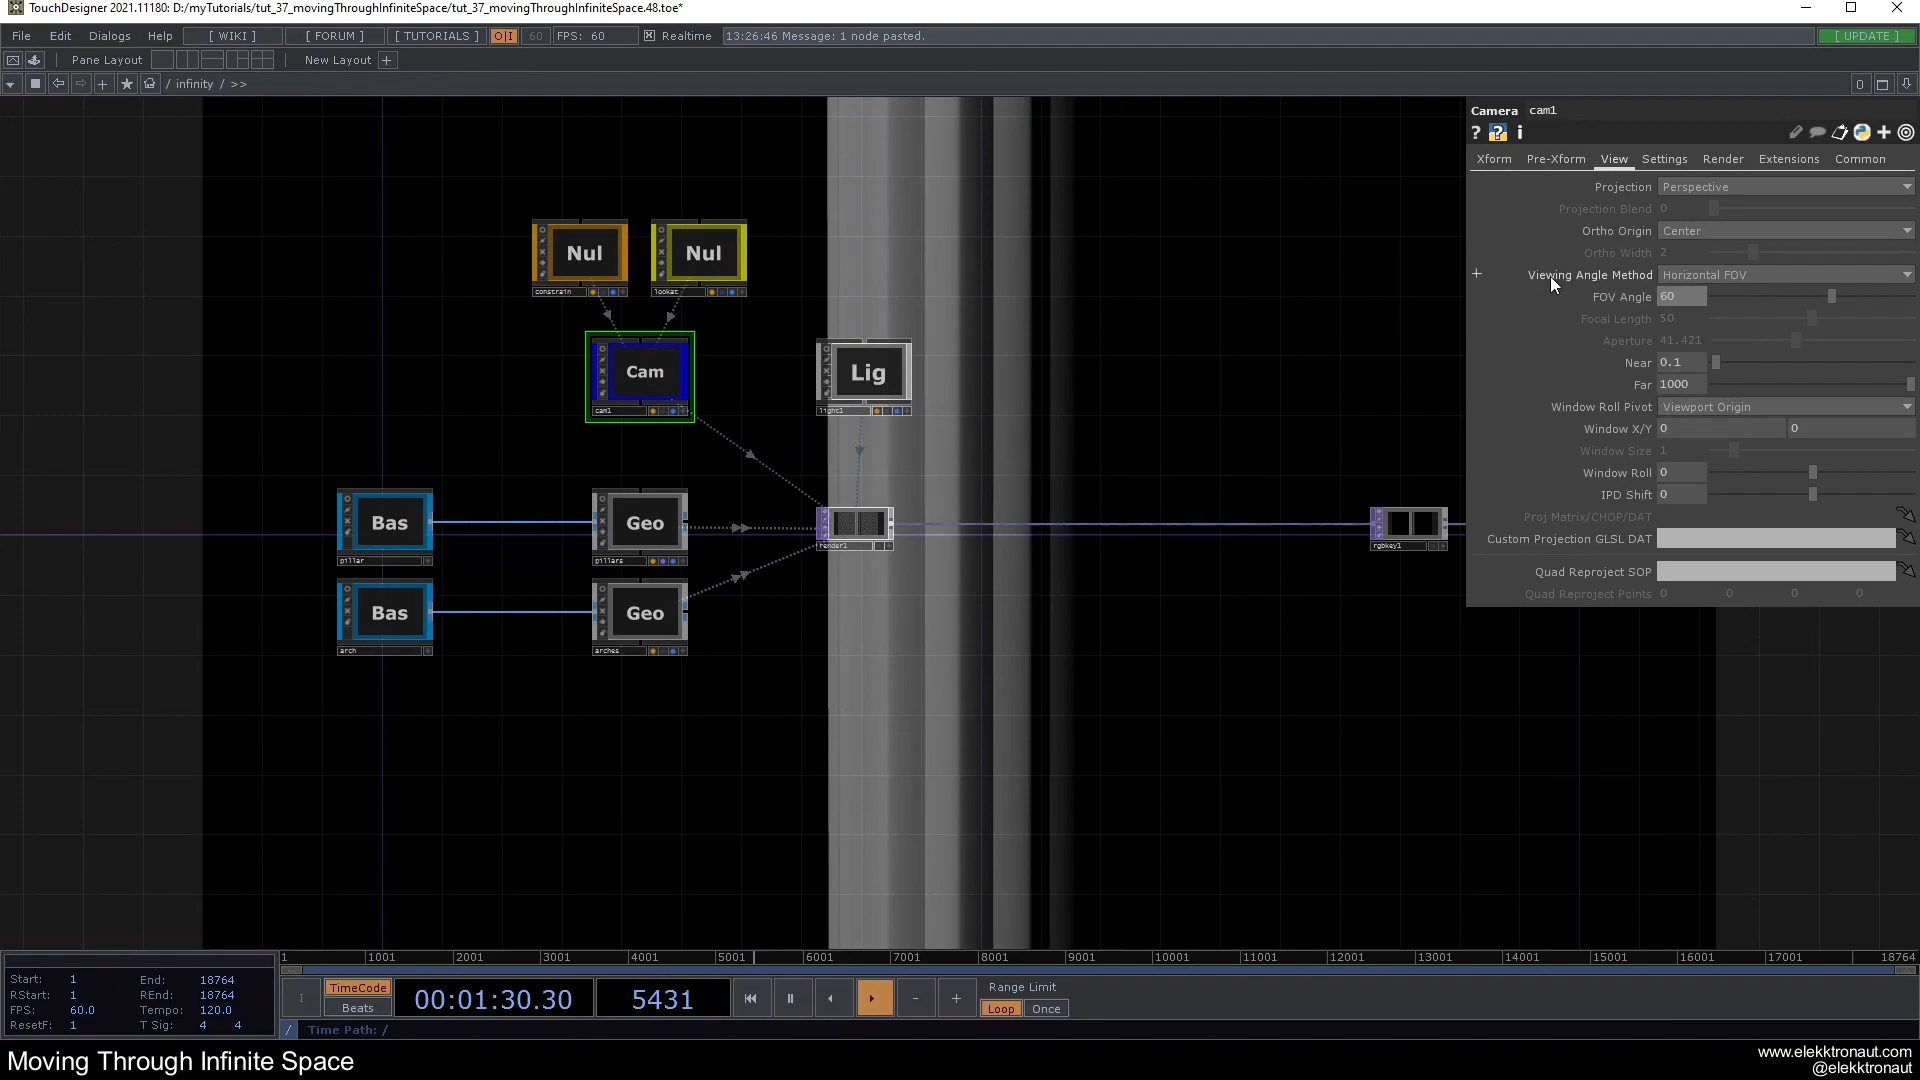 TouchDesigner 2021.11180: D:/myTutorials/tut_37_movingThroughInfiniteSpace/tut_37_movingThroughInfiniteSpace.48.toe*
File Edit Dialogs Help [ WIKI ] [ FORUM ] [ TUTORIALS ] O|I 60 FPS: 60 Realtime 13:26:46 Message: 1 node pasted. [ UPDATE ]
Pane Layout New Layout +
/ infinity / >> 0
Camera cam1
? ? i
Xform Pre-Xform View Settings Render Extensions Common
Projection Perspective
Projection Blend 0
Ortho Origin Center
Ortho Width 2
Viewing Angle Method Horizontal FOV
FOV Angle 60
Focal Length 50
Aperture 41.421
Near 0.1
Far 1000
Window Roll Pivot Viewport Origin
Window X/Y 0 0
Window Size 1
Window Roll 0
IPD Shift 0
Proj Matrix/CHOP/DAT
Custom Projection GLSL DAT
Quad Reproject SOP
Quad Reproject Points 0 0 0 0
Nul Nul
constrain lookat
Cam Lig
cam1 light1
Bas Geo
render1 rgbkey1
pillar pillars
Bas Geo
arch arches
1 1001 2001 3001 4001 5001 6001 7001 8001 9001 10001 11001 12001 13001 14001 15001 16001 17001 18764
Start: 1 End: 18764
RStart: 1 REnd: 18764
FPS: 60.0 Tempo: 120.0
ResetF: 1 T Sig: 4 4
TimeCode
Beats
00:01:30.30 5431
Range Limit
Loop Once
/ Time Path: /
Moving Through Infinite Space
www.elekktronaut.com
@elekktronaut